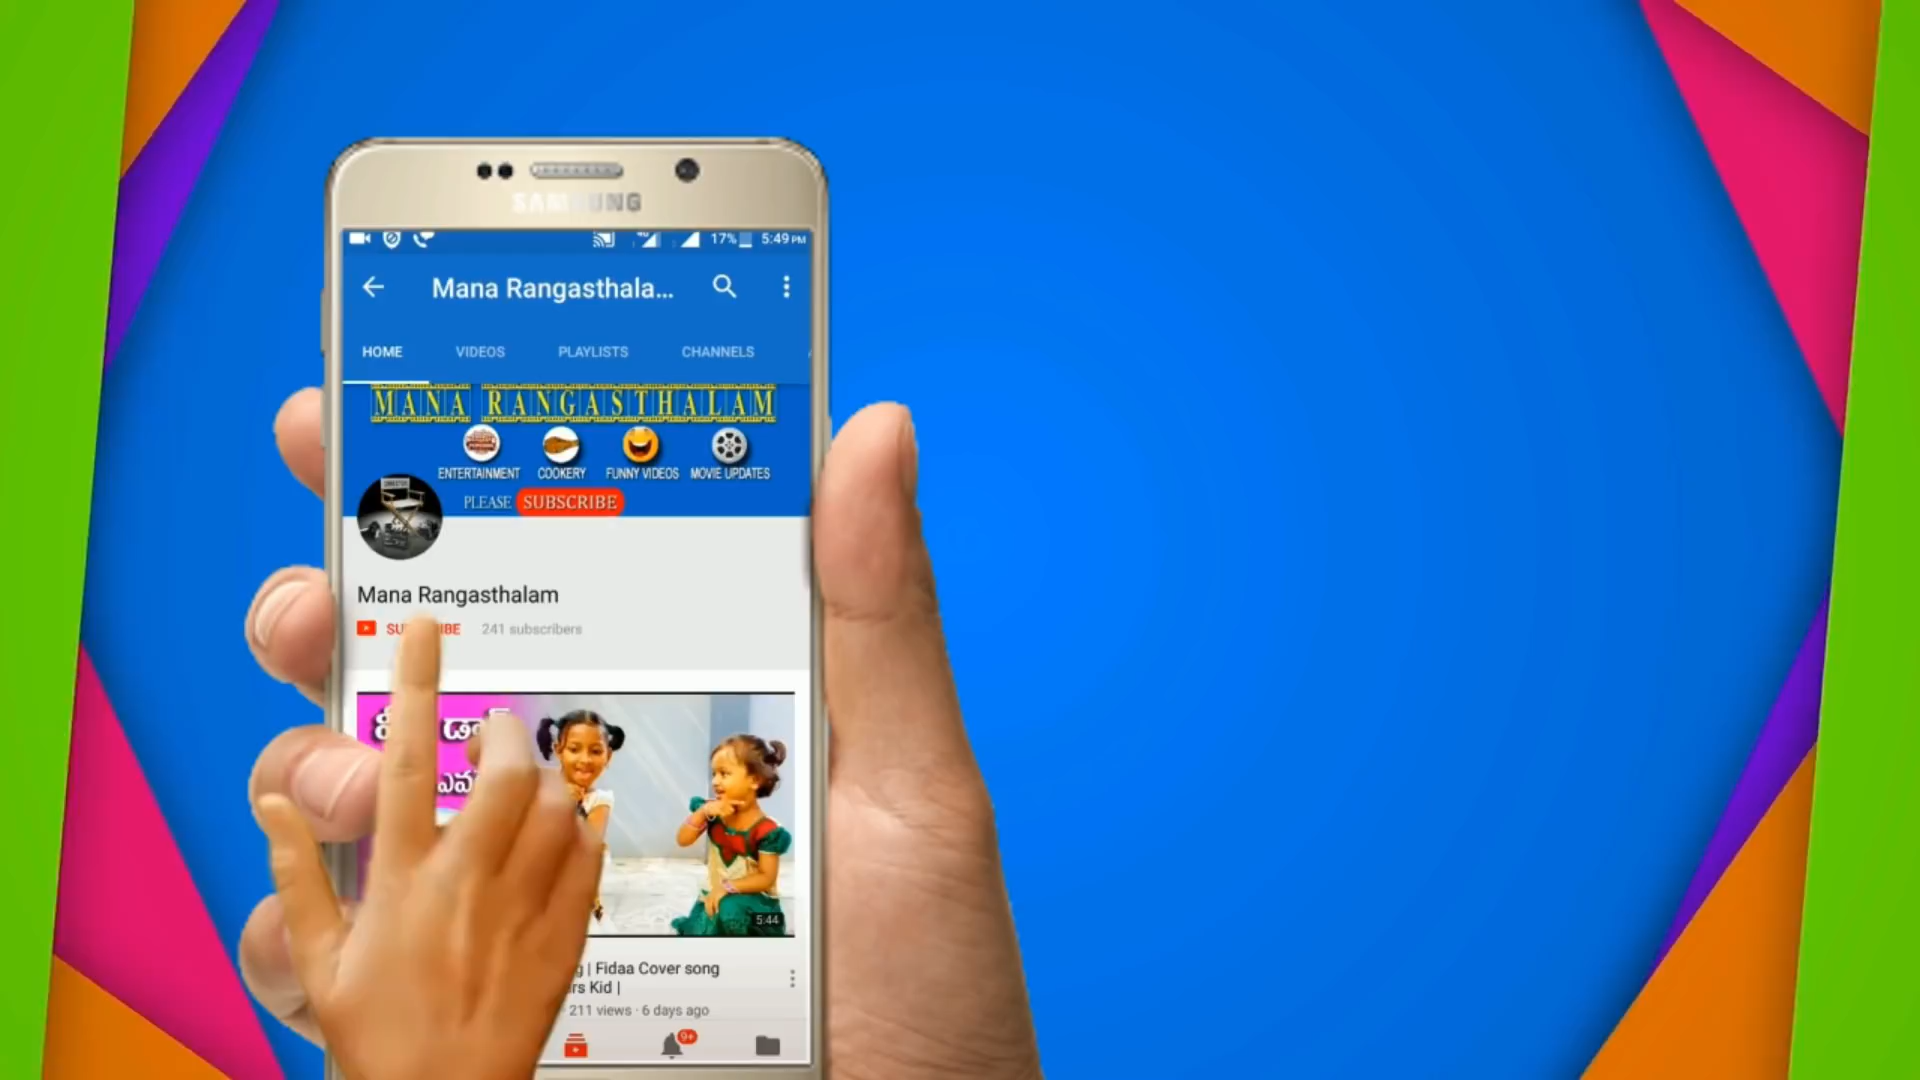 SAMSUNG
17% 5:49 PM
Mana Rangasthala...
HOME VIDEOS PLAYLISTS CHANNELS
MANA RANGASTHALAM
ENTERTAINMENT COOKERY FUNNY VIDEOS MOVIE UPDATES
PLEASE SUBSCRIBE
Mana Rangasthalam
SUBSCRIBE 241 subscribers
5:44
| Fidaa Cover song
Kid |
211 views · 6 days ago
9+